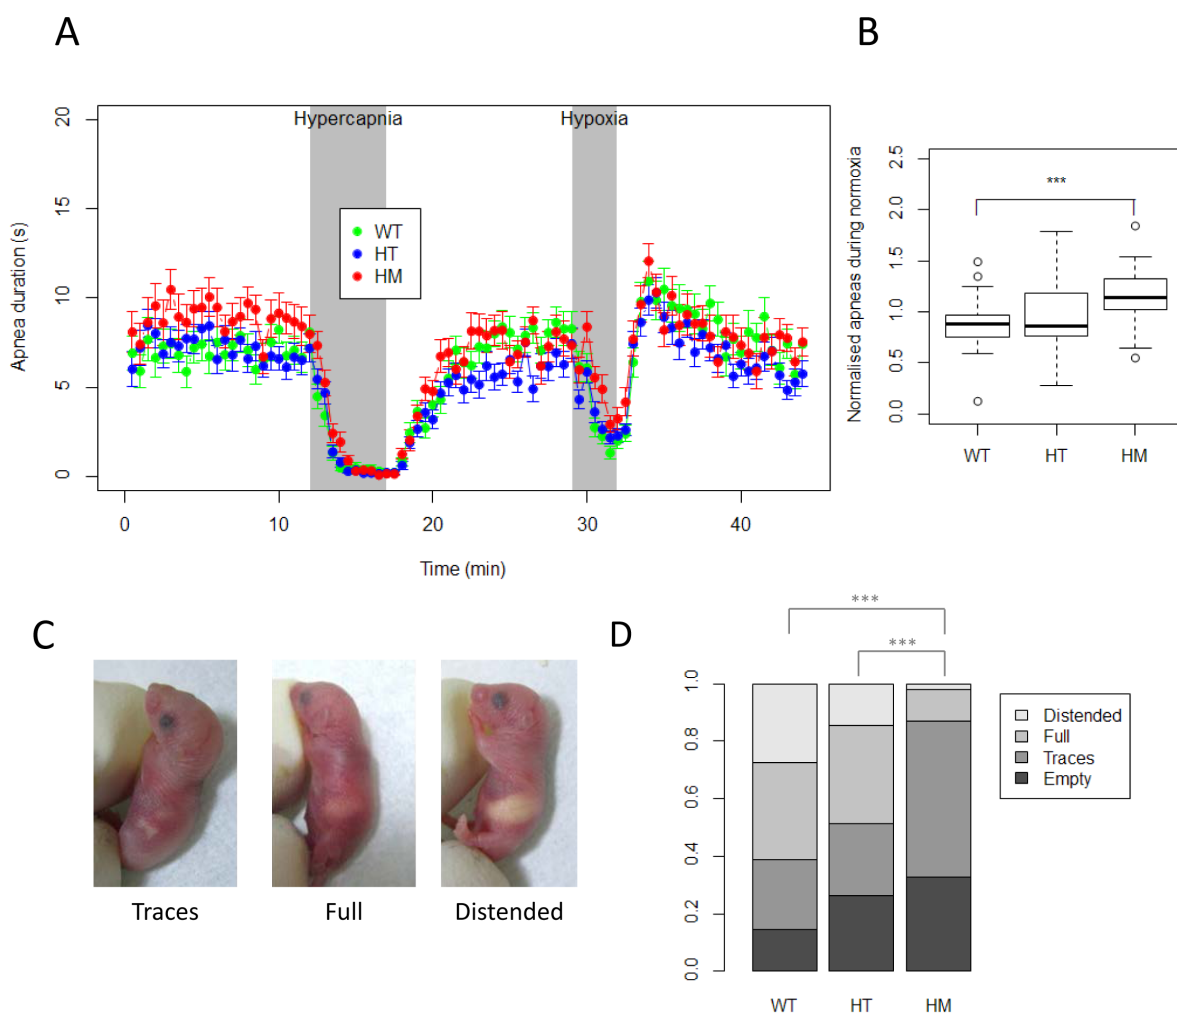 A
B
Hypercapnia
Hypoxia
WT
HT
HM
Apnea duration (s)
0
5
10
15
20
0
10
20
30
40
Time (min)
***
Normalised apneas during normoxia
0.0
0.5
1.0
1.5
2.0
2.5
WT
HT
HM
C
D
Traces
Full
Distended
***
***
0.0
0.2
0.4
0.6
0.8
1.0
Distended
Full
Traces
Empty
WT
HT
HM